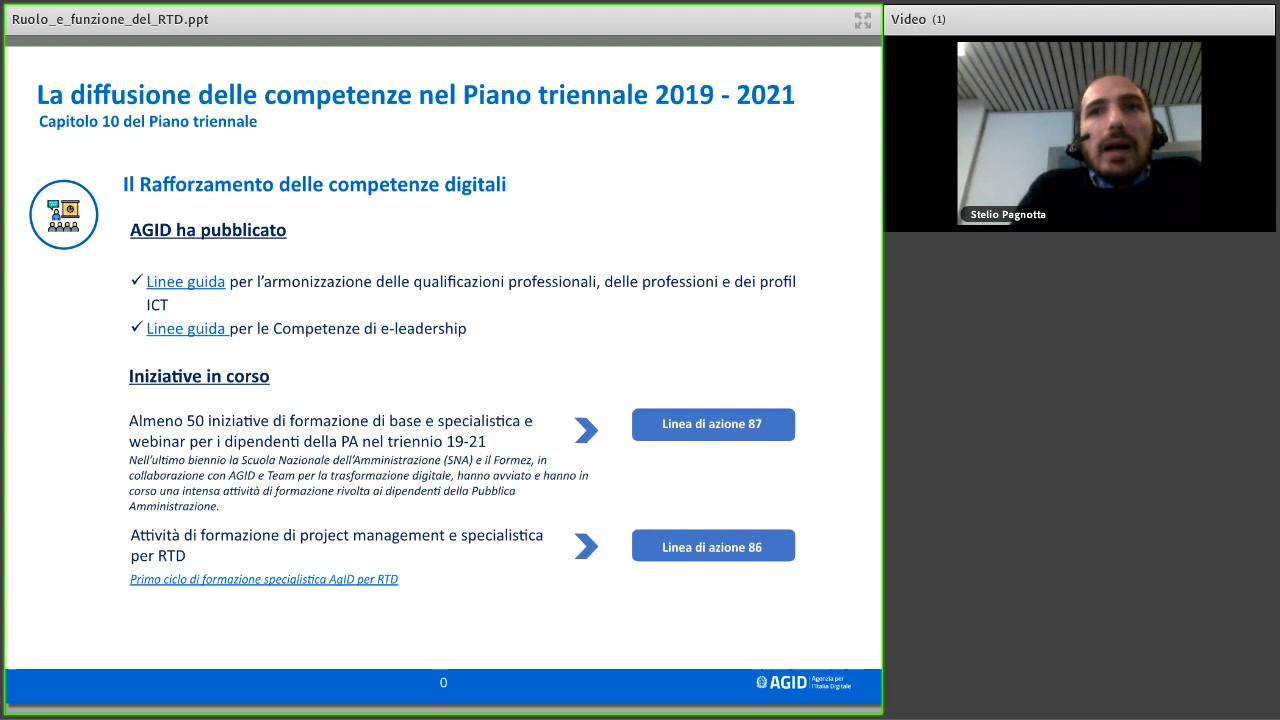 Ruolo_e_funzione_del_RTD.ppt
Video (1)
La diffusione delle competenze nel Piano triennale 2019 - 2021
Capitolo 10 del Piano triennale
Stelio Pagnotta
Il Rafforzamento delle competenze digitali
AGID ha pubblicato
✓ Linee guida per l’armonizzazione delle qualificazioni professionali, delle professioni e dei profil
ICT
✓ Linee guida per le Competenze di e-leadership
Iniziative in corso
Almeno 50 iniziative di formazione di base e specialistica e
webinar per i dipendenti della PA nel triennio 19-21
Linea di azione 87
Nell’ultimo biennio la Scuola Nazionale dell’Amministrazione (SNA) e il Formez, in
collaborazione con AGID e Team per la trasformazione digitale, hanno avviato e hanno in
corso una intensa attività di formazione rivolta ai dipendenti della Pubblica
Amministrazione.
Attività di formazione di project management e specialistica
per RTD
Linea di azione 86
Primo ciclo di formazione specialistica AgID per RTD
0
AGID
Agenzia per
l’Italia Digitale